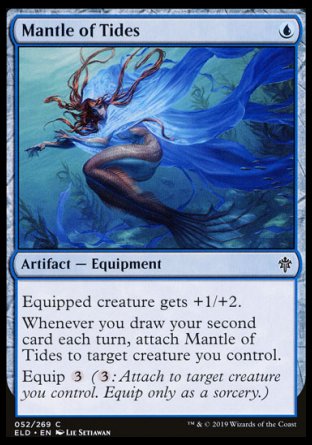 Mantle of Tides
Artifact — Equipment
Equipped creature gets +1/+2.
Whenever you draw your second
card each turn, attach Mantle of
Tides to target creature you control.
Equip 3 (3: Attach to target creature
you control. Equip only as a sorcery.)
052/269 C
ELD • EN Lie Setiawan
™ & © 2019 Wizards of the Coast